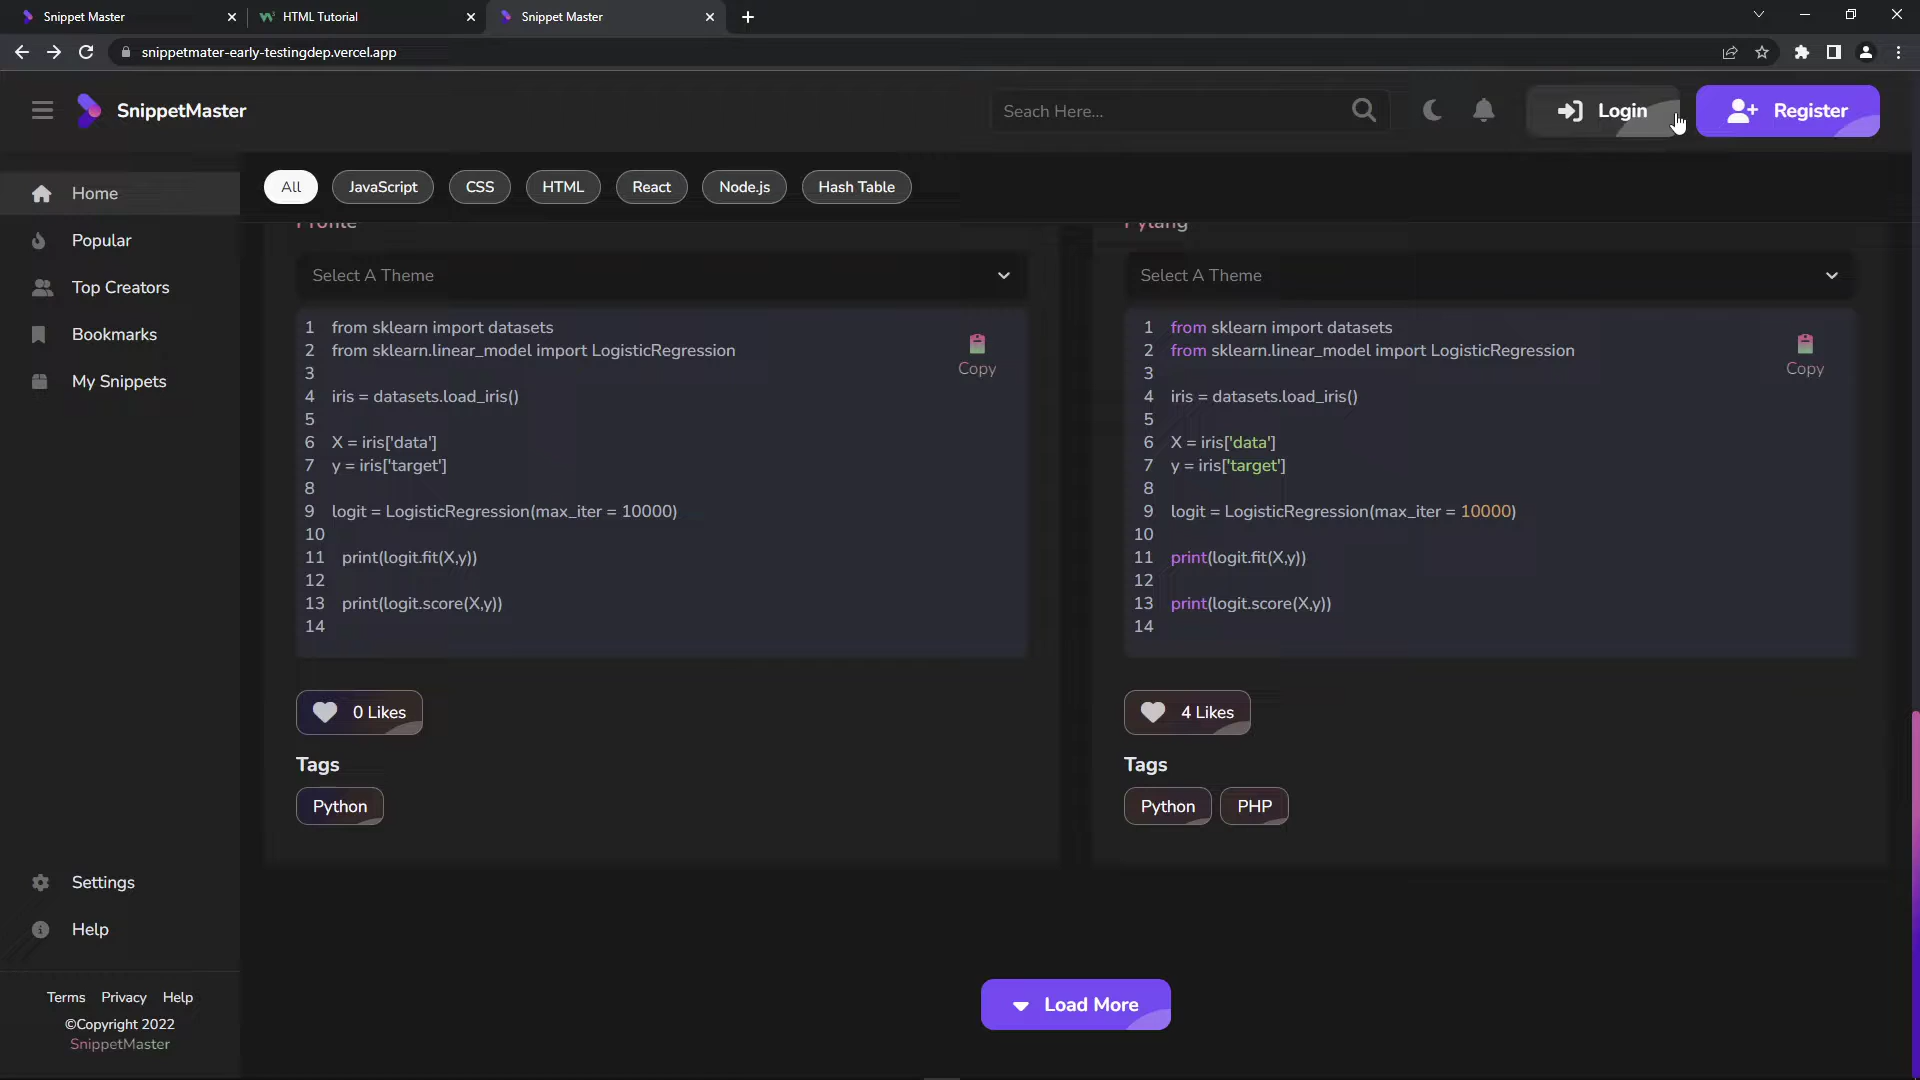 Snippet Master
HTML Tutorial
Snippet Master
snippetmater-early-testingdep.vercel.app
SnippetMaster
Seach Here...
Login
Register
Home
Popular
Top Creators
Bookmarks
My Snippets
Settings
Help
Terms Privacy Help
©Copyright 2022
SnippetMaster
All JavaScript CSS HTML React Node.js Hash Table
Profile
Select A Theme
1 from sklearn import datasets
2 from sklearn.linear_model import LogisticRegression
3
4 iris = datasets.load_iris()
5
6 X = iris['data']
7 y = iris['target']
8
9 logit = LogisticRegression(max_iter = 10000)
10
11 print(logit.fit(X,y))
12
13 print(logit.score(X,y))
14
Copy
0 Likes
Tags
Python
Pylang
Select A Theme
1 from sklearn import datasets
2 from sklearn.linear_model import LogisticRegression
3
4 iris = datasets.load_iris()
5
6 X = iris['data']
7 y = iris['target']
8
9 logit = LogisticRegression(max_iter = 10000)
10
11 print(logit.fit(X,y))
12
13 print(logit.score(X,y))
14
Copy
4 Likes
Tags
Python PHP
Load More